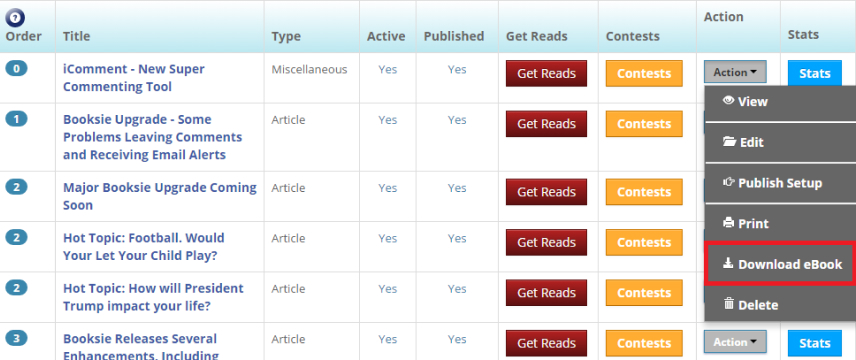 ?
Order Title Type Active Published Get Reads Contests Action Stats
0 iComment - New Super Miscellaneous Yes Yes Get Reads Contests Action Stats
Commenting Tool
View
1 Booksie Upgrade - Some Article Yes Yes Get Reads Contests
Problems Leaving Comments
and Receiving Email Alerts
Edit
2 Major Booksie Upgrade Coming Article Yes Yes Get Reads Contests Publish Setup
Soon
Print
2 Hot Topic: Football. Would Article Yes Yes Get Reads Contests
Your Let Your Child Play?
Download eBook
2 Hot Topic: How will President Article Yes Yes Get Reads Contests
Trump impact your life?
Delete
3 Booksie Releases Several Article Yes Yes Get Reads Contests Action Stats
Enhancements, Including